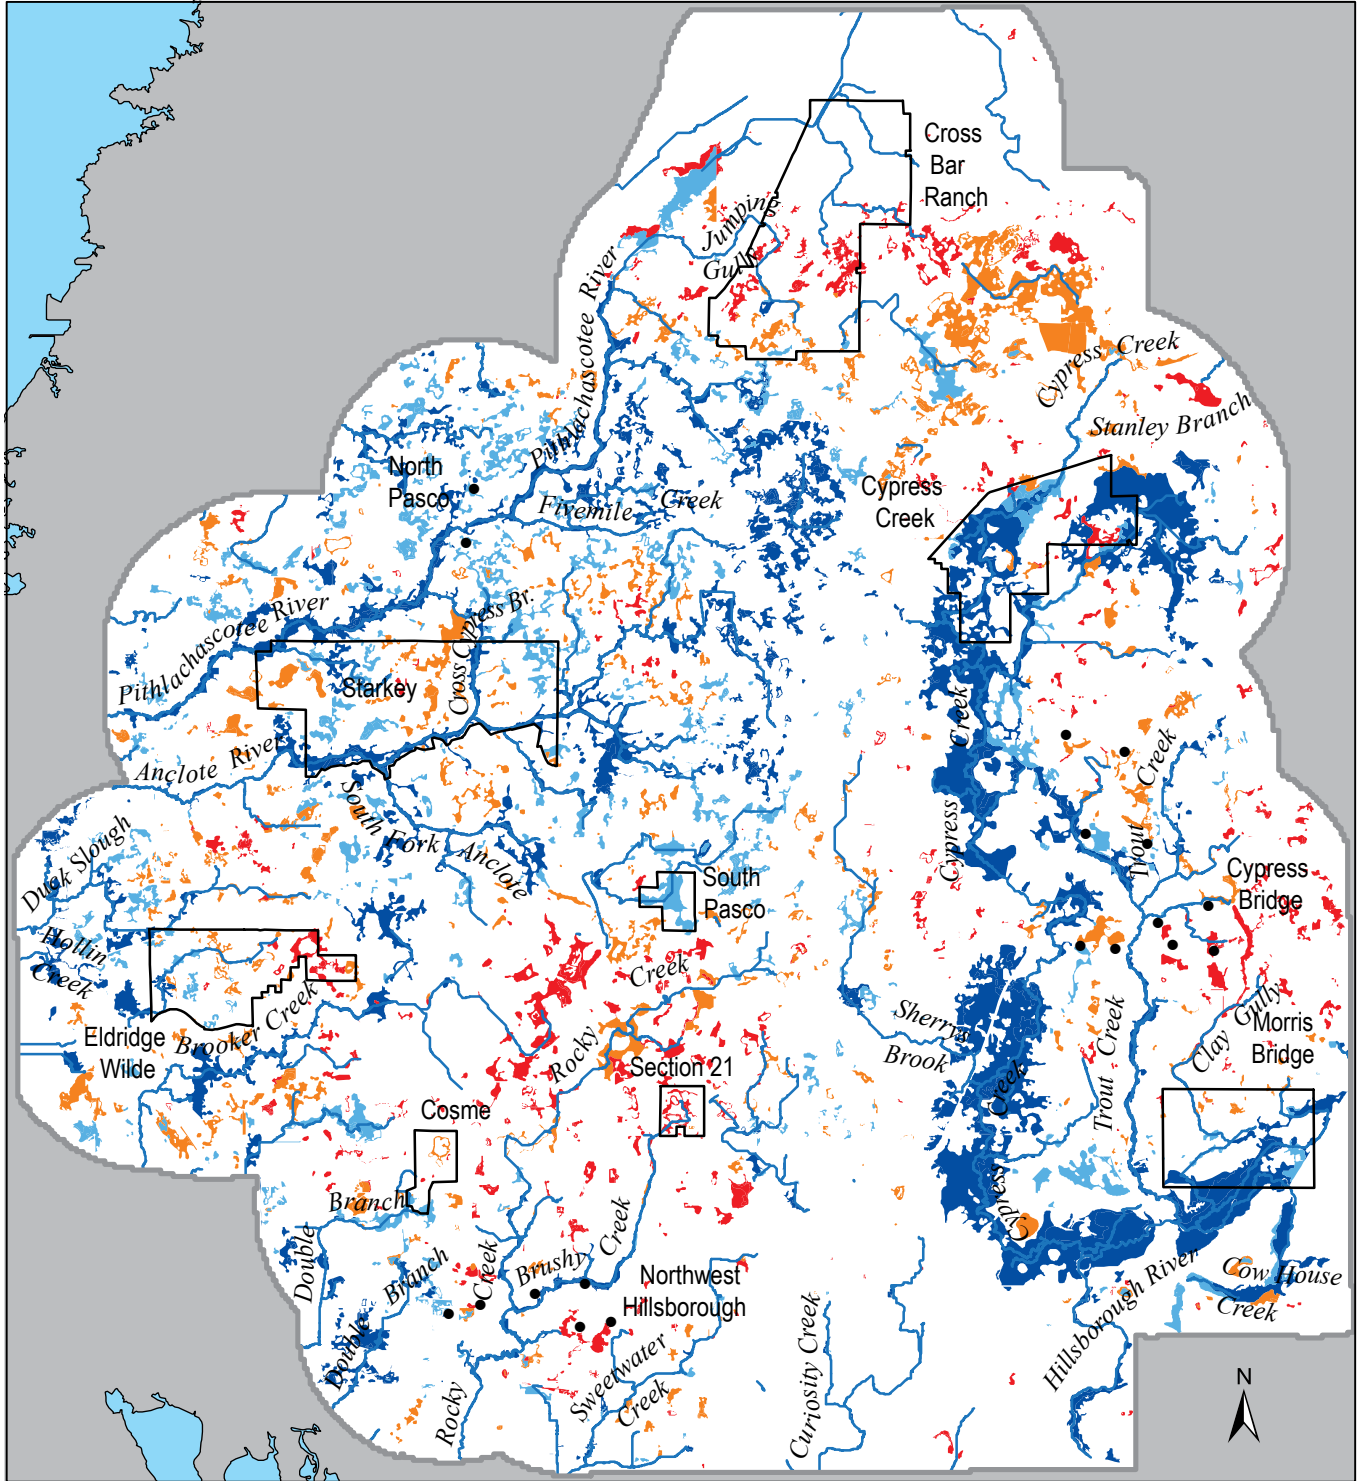 Cross
Bar
Ranch
Jumping
Gully
Pithlachascotee River
Cypress Creek
Stanley Branch
North
Pasco
Fivemile Creek
Cypress
Creek
Pithlachascotee River
Cross Cypress Br.
Starkey
Anclote River
South Fork Anclote
Cypress Creek
Trout Creek
Duck Slough
South
Pasco
Cypress
Bridge
Hollin
Creek
Rocky Creek
Eldridge
Wilde
Brooker Creek
Sherrys
Brook
Clay Gully
Morris
Bridge
Section 21
Trout Creek
Cosme
Cypress Creek
Double Branch
Double Branch
Rocky Creek
Brushy Creek
Northwest
Hillsborough
Sweetwater
Creek
Curiosity Creek
Hillsborough River
Cow House
Creek
N